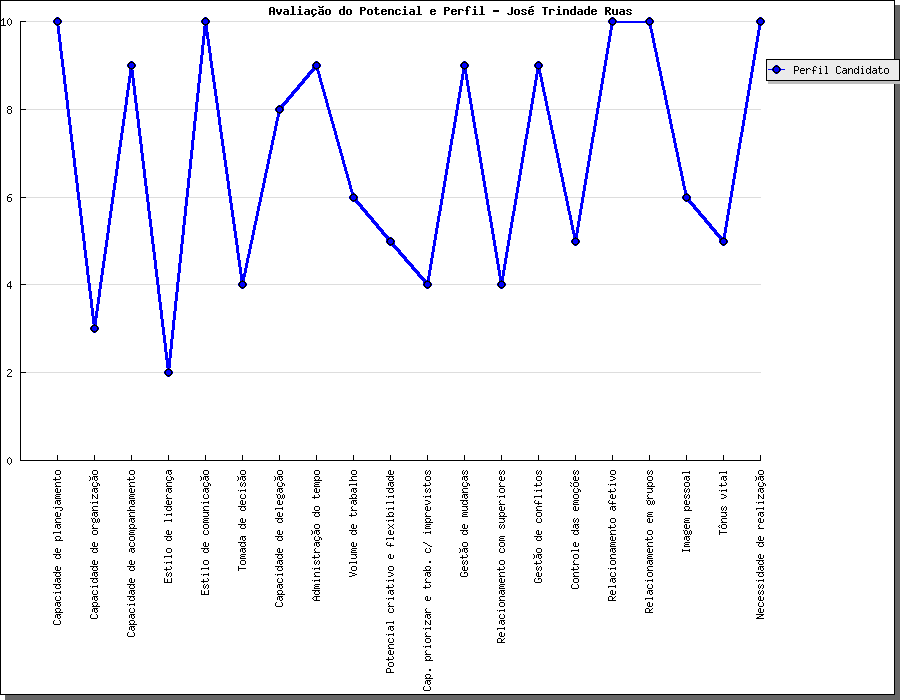 Avaliação do Potencial e Perfil - José Trindade Ruas
Perfil Candidato
10
8
6
4
2
0
Capacidade de planejamento
Capacidade de organização
Capacidade de acompanhamento
Estilo de liderança
Estilo de comunicação
Tomada de decisão
Capacidade de delegação
Administração do tempo
Volume de trabalho
Potencial criativo e flexibilidade
Cap. priorizar e trab. c/ imprevistos
Gestão de mudanças
Relacionamento com superiores
Gestão de conflitos
Controle das emoções
Relacionamento afetivo
Relacionamento em grupos
Imagem pessoal
Tônus vital
Necessidade de realização